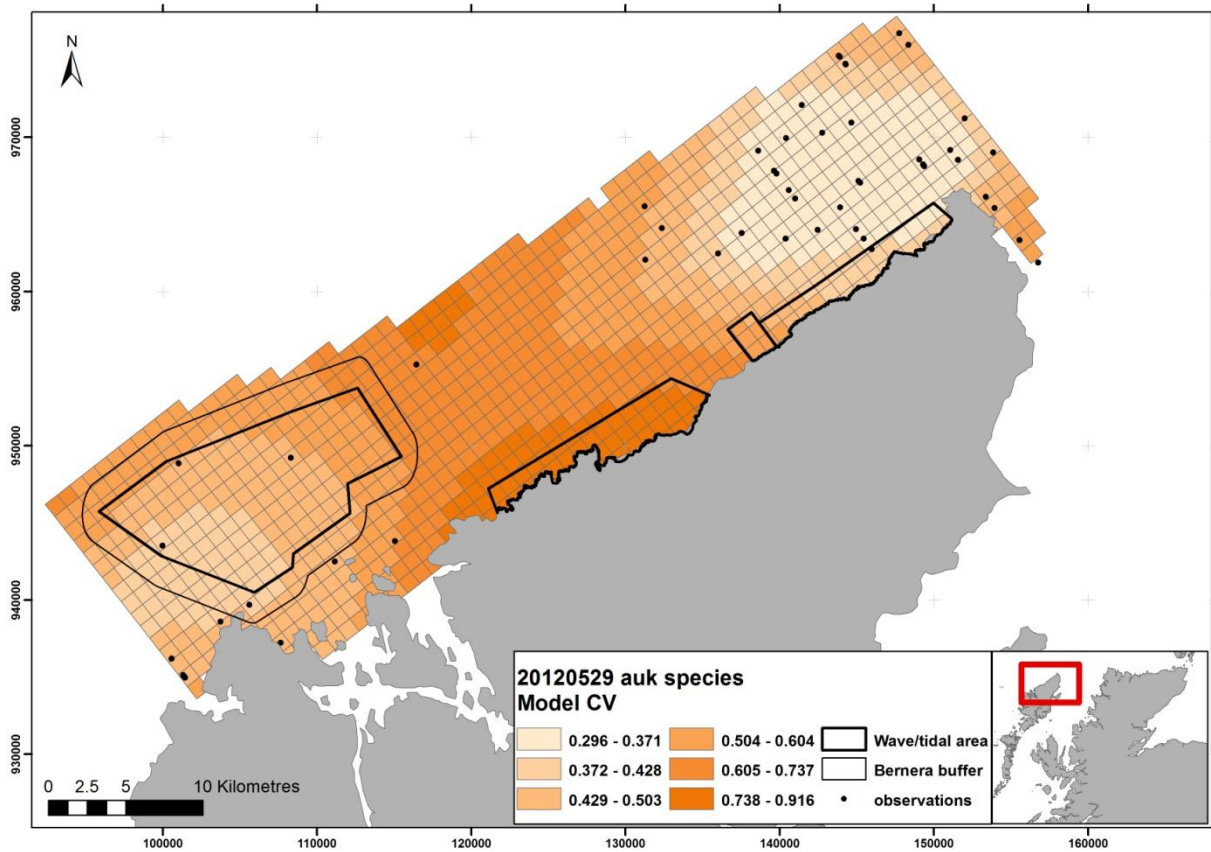 N
970000
960000
950000
940000
930000
20120529 auk species
Model CV
0.296 - 0.371
0.504 - 0.604
Wave/tidal area
0.372 - 0.428
0.605 - 0.737
Bernera buffer
0.429 - 0.503
0.738 - 0.916
observations
0 2.5 5 10 Kilometres
100000 110000 120000 130000 140000 150000 160000